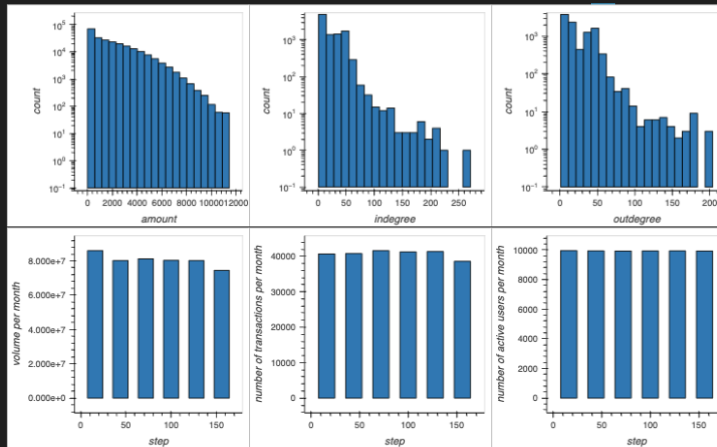 10^5
10^4
10^3
10^2
10^1
10^0
10^-1
count
0 2000 4000 6000 8000 10000 12000
amount
10^3
10^2
10^1
10^0
10^-1
count
0 50 100 150 200 250
indegree
10^3
10^2
10^1
10^0
10^-1
count
0 50 100 150 200
outdegree
8.000e+7
6.000e+7
4.000e+7
2.000e+7
0.000e+0
volume per month
0 50 100 150
step
40000
30000
20000
10000
0
number of transactions per month
0 50 100 150
step
10000
8000
6000
4000
2000
0
number of active users per month
0 50 100 150
step